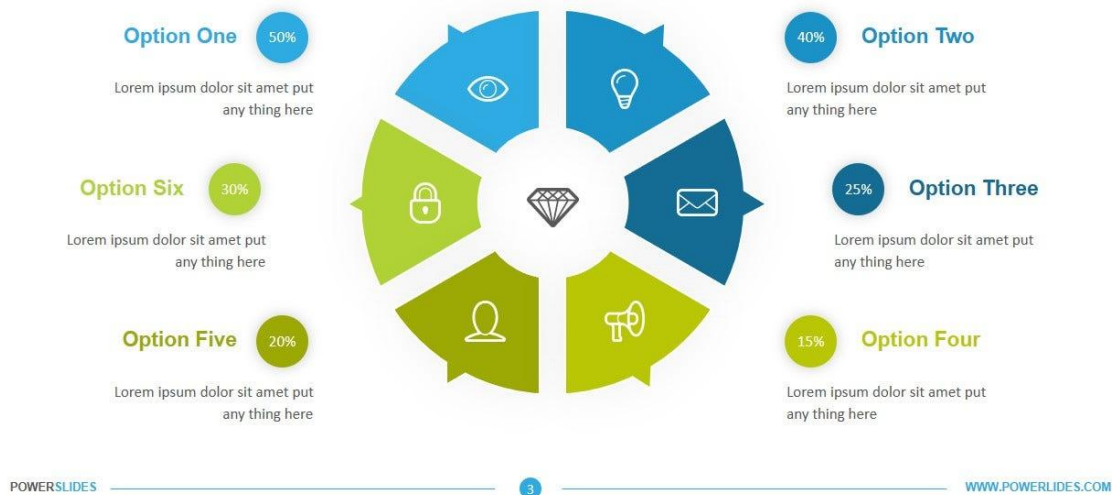 Option One
50%
Lorem ipsum dolor sit amet put
any thing here
40%
Option Two
Lorem ipsum dolor sit amet put
any thing here
Option Six
30%
Lorem ipsum dolor sit amet put
any thing here
25%
Option Three
Lorem ipsum dolor sit amet put
any thing here
Option Five
20%
Lorem ipsum dolor sit amet put
any thing here
15%
Option Four
Lorem ipsum dolor sit amet put
any thing here
POWERSLIDES
3
WWW.POWERLIDES.COM